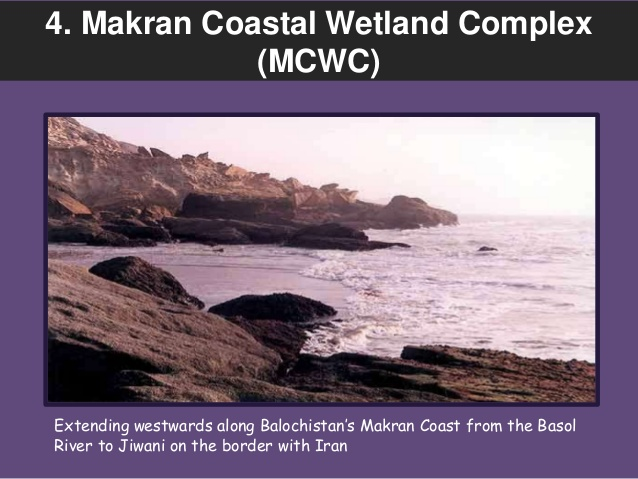 4. Makran Coastal Wetland Complex
(MCWC)
Extending westwards along Balochistan's Makran Coast from the Basol
River to Jiwani on the border with Iran